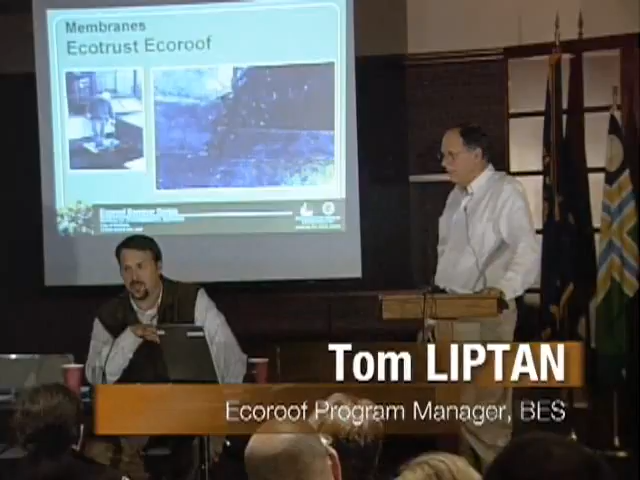 Membranes
Ecotrust Ecoroof
Tom LIPTAN
Ecoroof Program Manager, BES